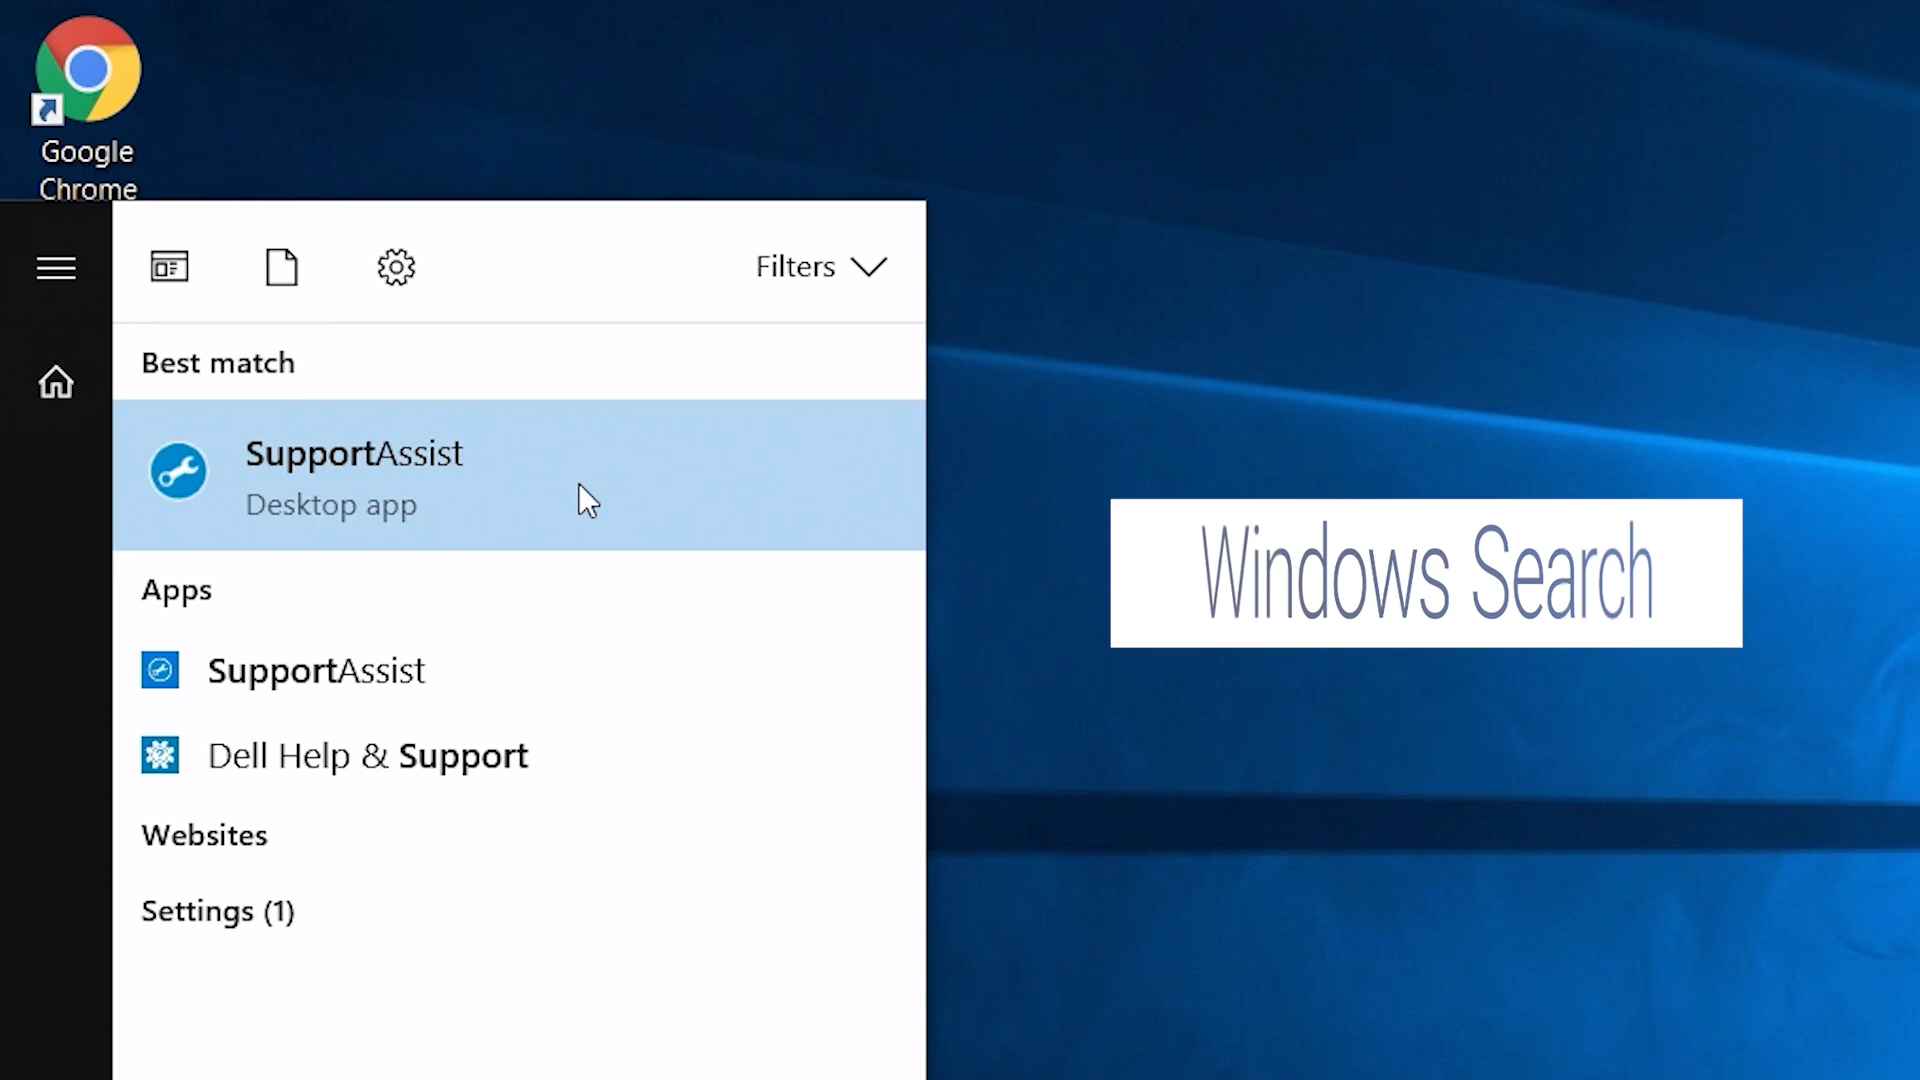 Google
Chrome
Filters
Best match
SupportAssist
Desktop app
Apps
SupportAssist
Dell Help & Support
Websites
Settings (1)
Windows Search